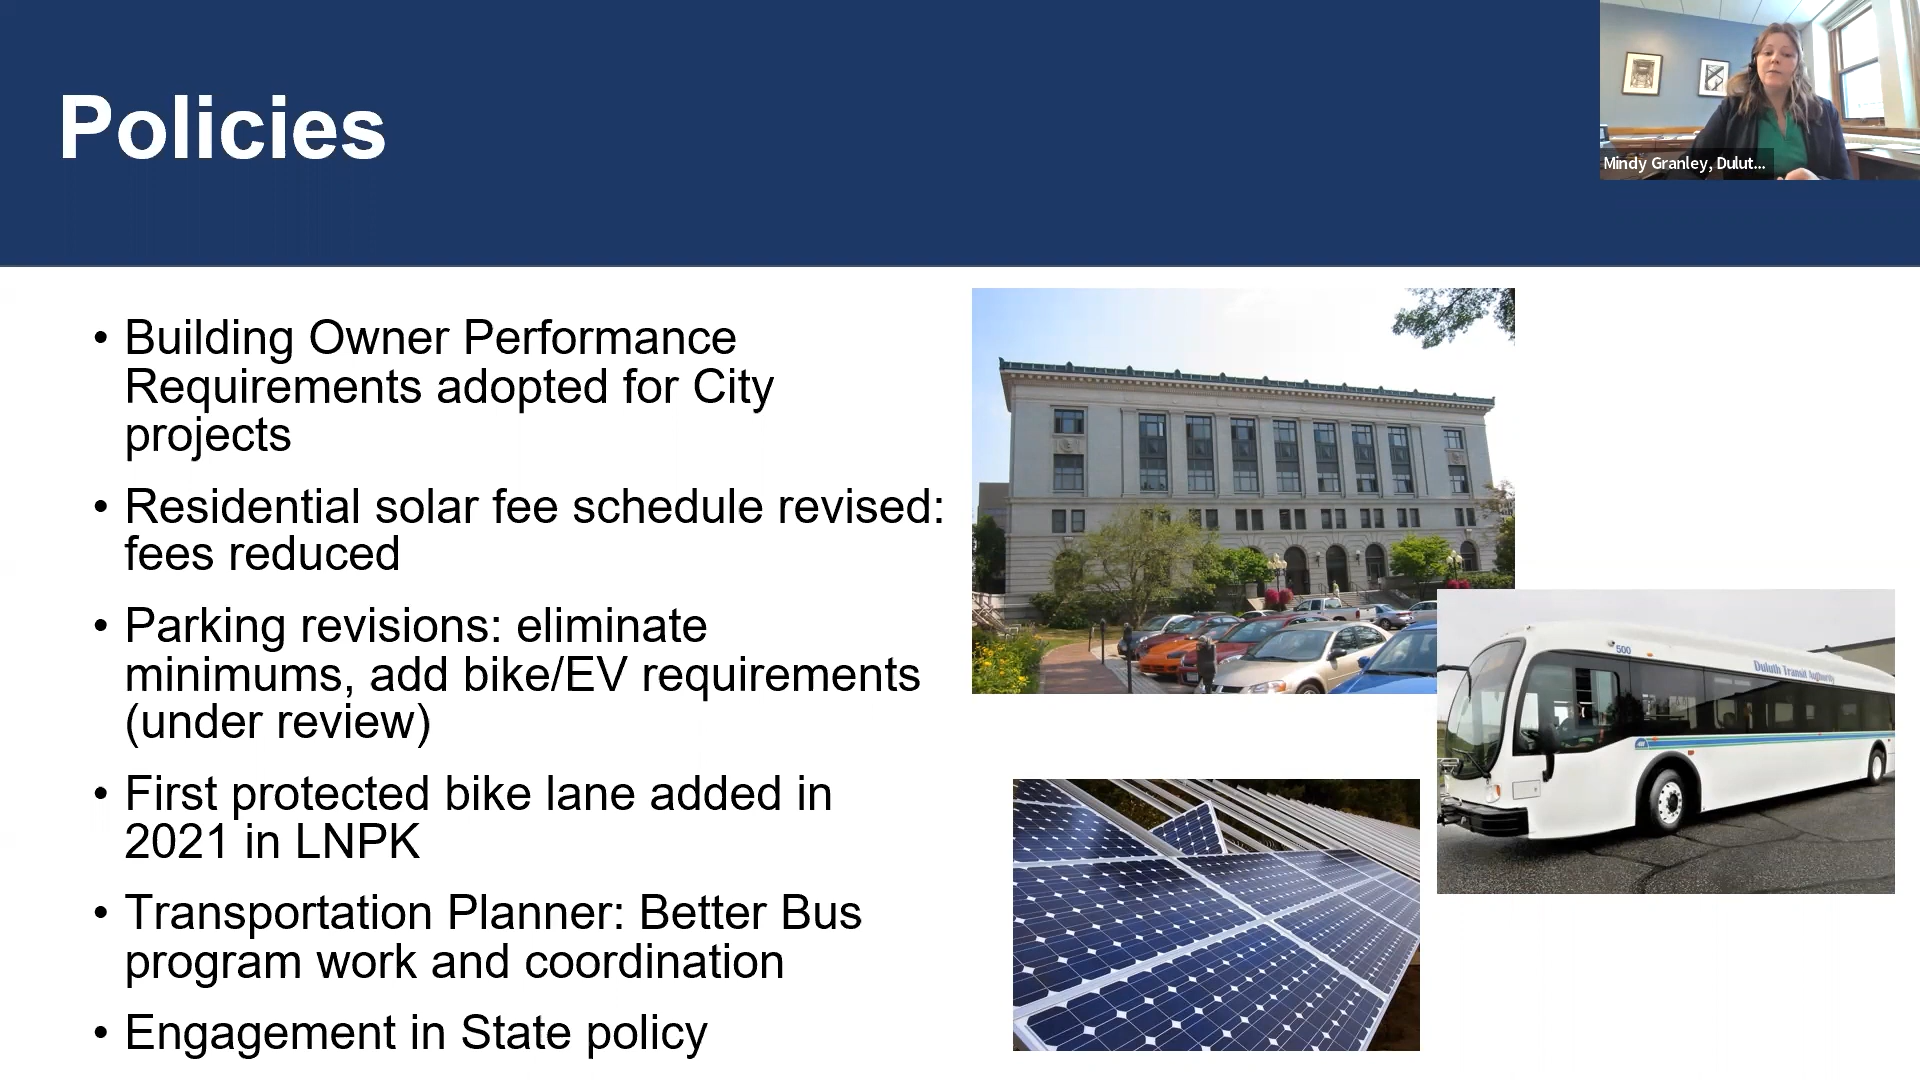 Policies
Mindy Granley, Dulut...
• Building Owner Performance
Requirements adopted for City
projects
• Residential solar fee schedule revised:
fees reduced
• Parking revisions: eliminate
minimums, add bike/EV requirements
(under review)
• First protected bike lane added in
2021 in LNPK
• Transportation Planner: Better Bus
program work and coordination
• Engagement in State policy
500
Duluth Transit Authority